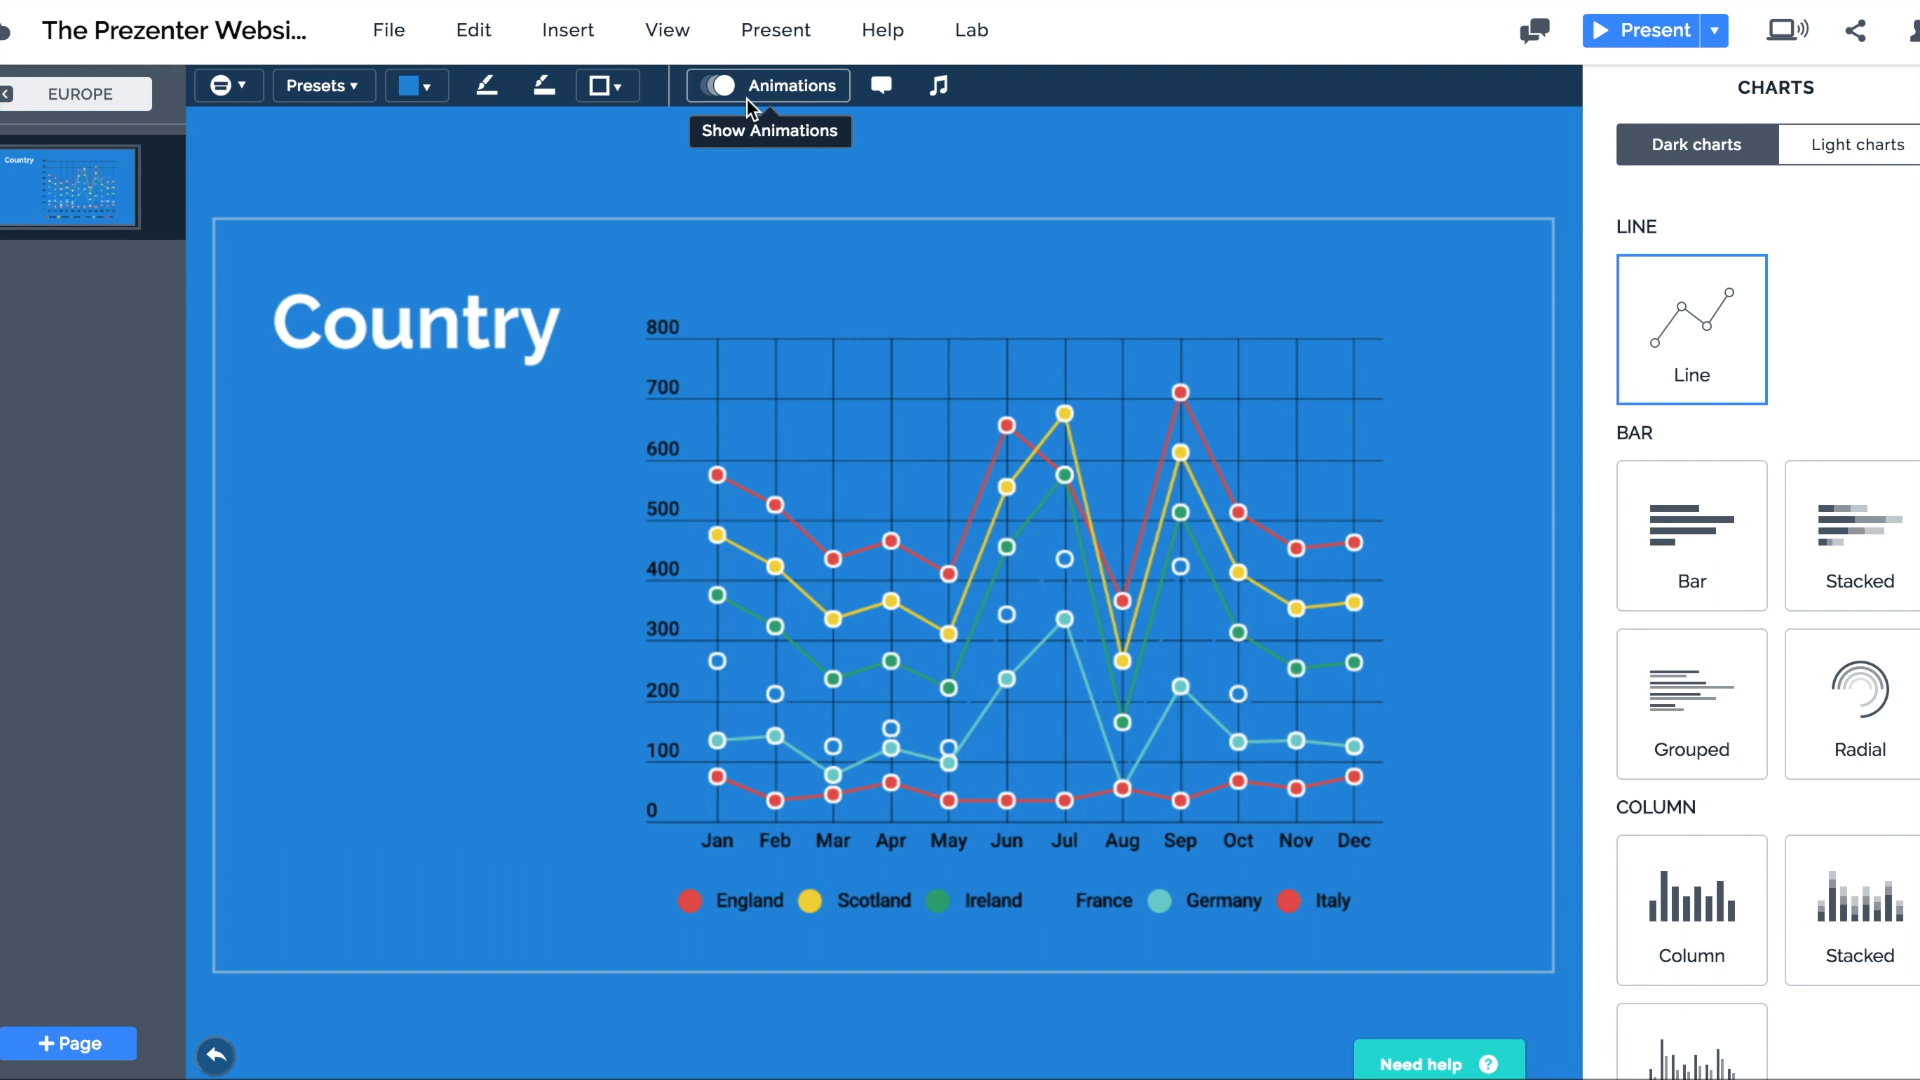 The Prezenter Websi...
File Edit Insert View Present Help Lab
Present
EUROPE
Presets
Animations
Show Animations
CHARTS
Dark charts
Light charts
Country
Country
800
700
600
500
400
300
200
100
0
Jan Feb Mar Apr May Jun Jul Aug Sep Oct Nov Dec
England Scotland Ireland France Germany Italy
LINE
Line
BAR
Bar
Stacked
Grouped
Radial
COLUMN
Column
Stacked
+ Page
Need help ?